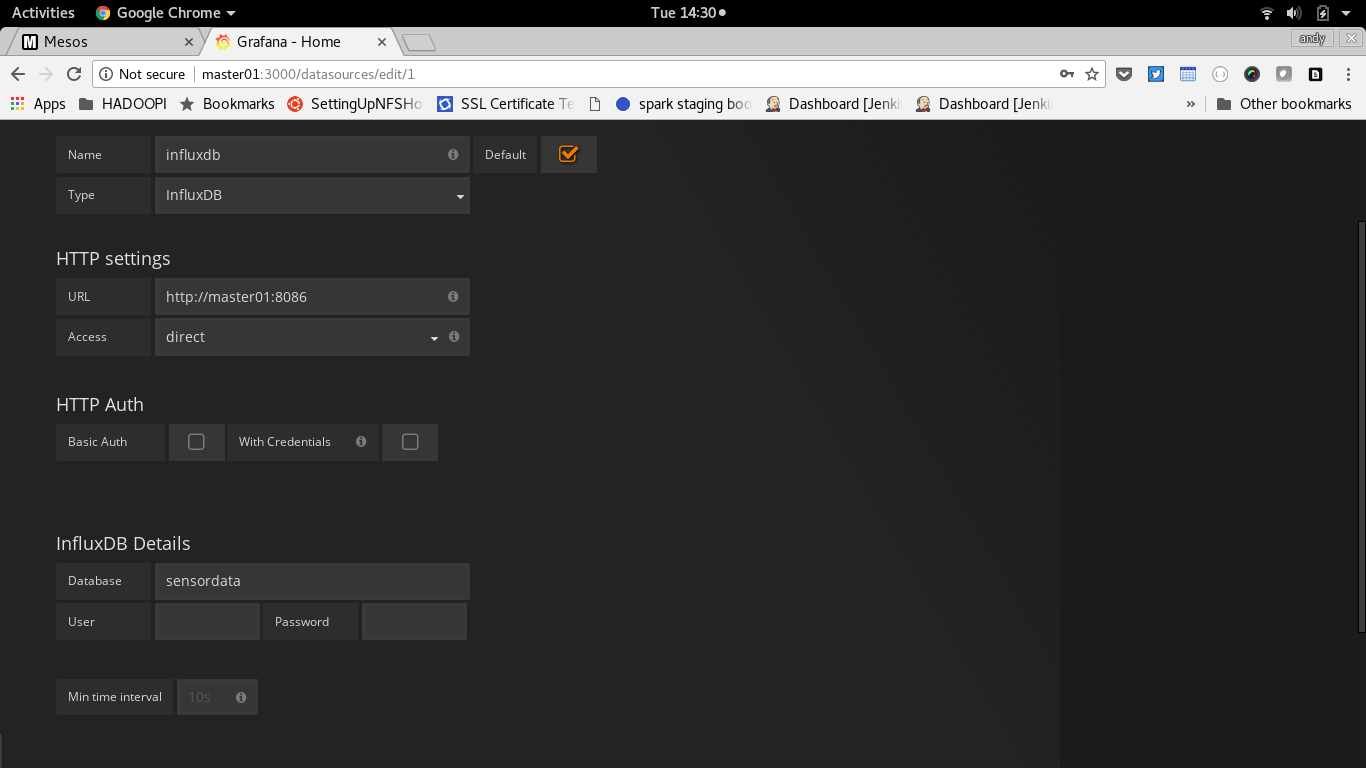 Activities Google Chrome Tue 14:30
Mesos Grafana - Home andy
Not secure master01:3000/datasources/edit/1
Apps HADOOPI Bookmarks SettingUpNFSHo SSL Certificate Te spark staging boo Dashboard [Jenki Dashboard [Jenki » Other bookmarks
Name influxdb Default
Type InfluxDB
HTTP settings
URL http://master01:8086
Access direct
HTTP Auth
Basic Auth With Credentials
InfluxDB Details
Database sensordata
User Password
Min time interval 10s